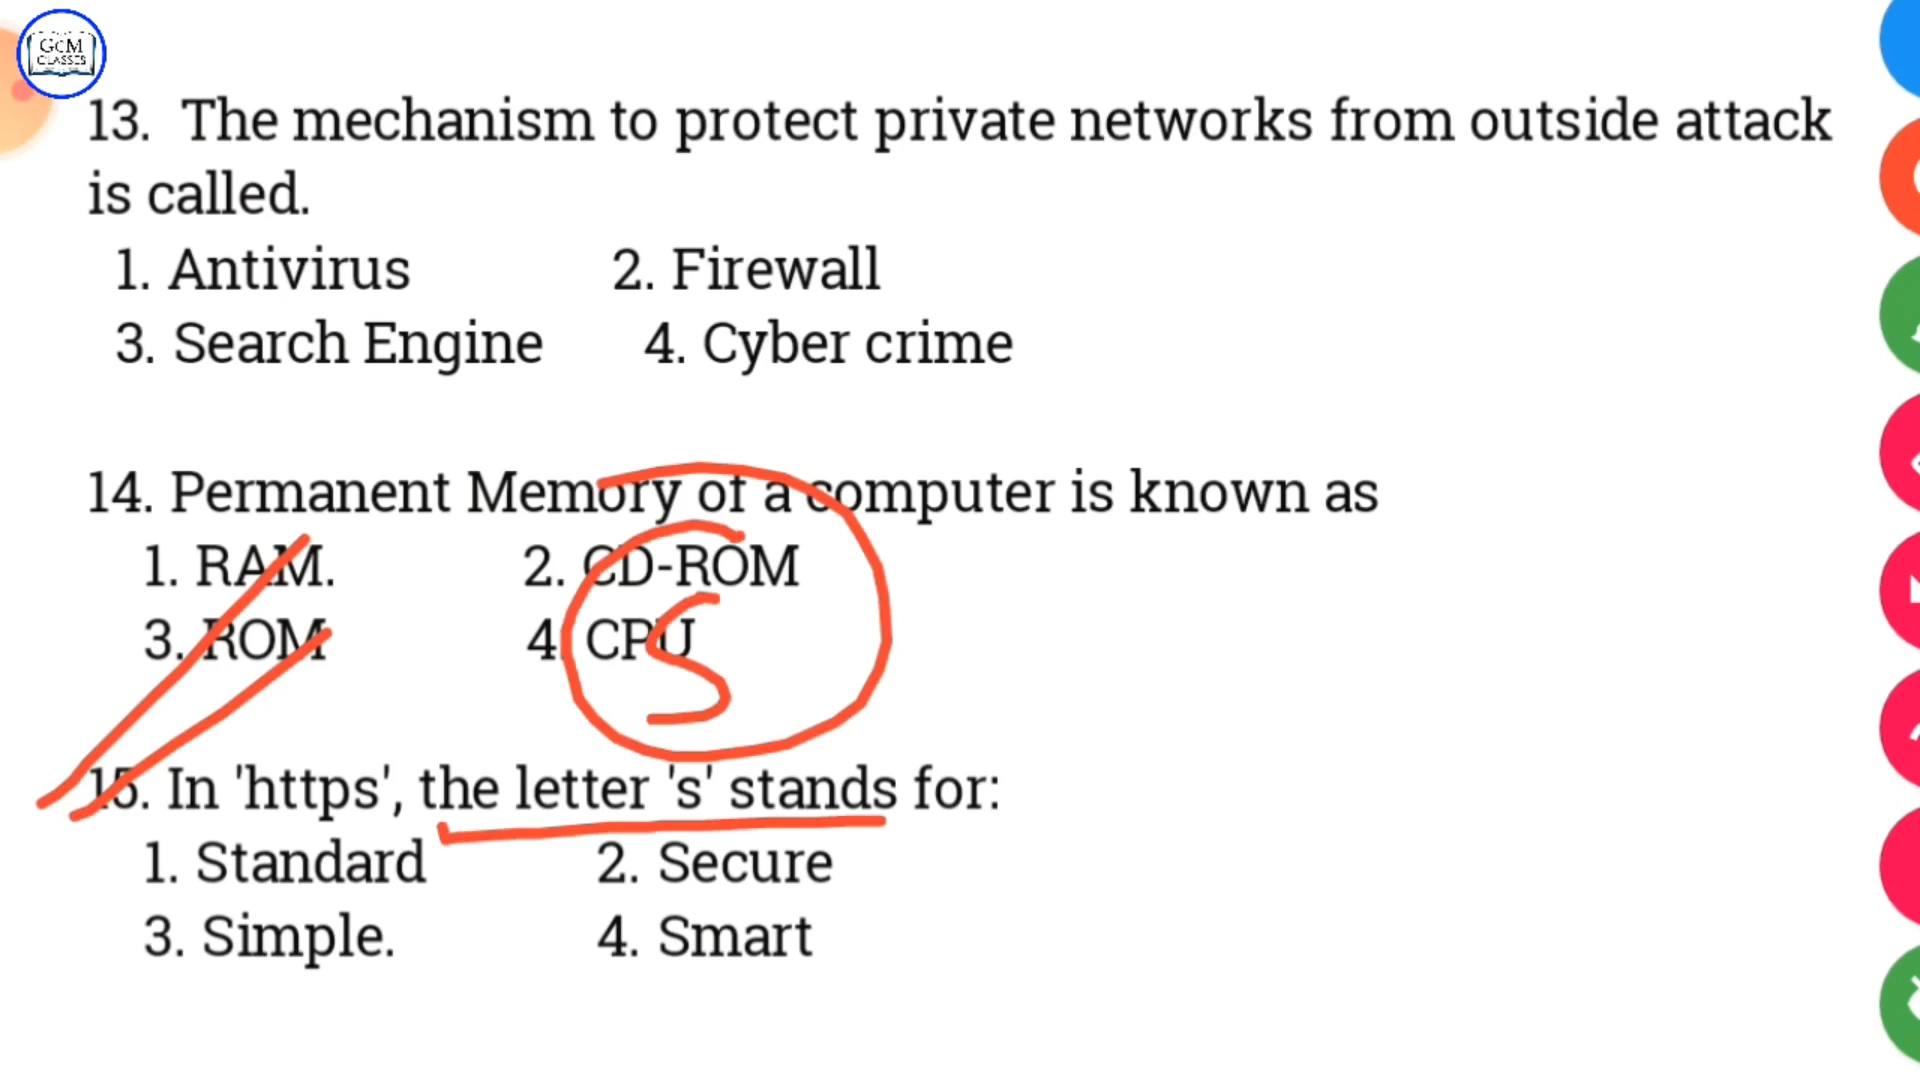 GCM
CLASSES
13. The mechanism to protect private networks from outside attack
is called.
1. Antivirus 2. Firewall
3. Search Engine 4. Cyber crime
14. Permanent Memory of a computer is known as
1. RAM. 2. CD-ROM
3. ROM 4. CPU
S
15. In 'https', the letter 's' stands for:
1. Standard 2. Secure
3. Simple. 4. Smart